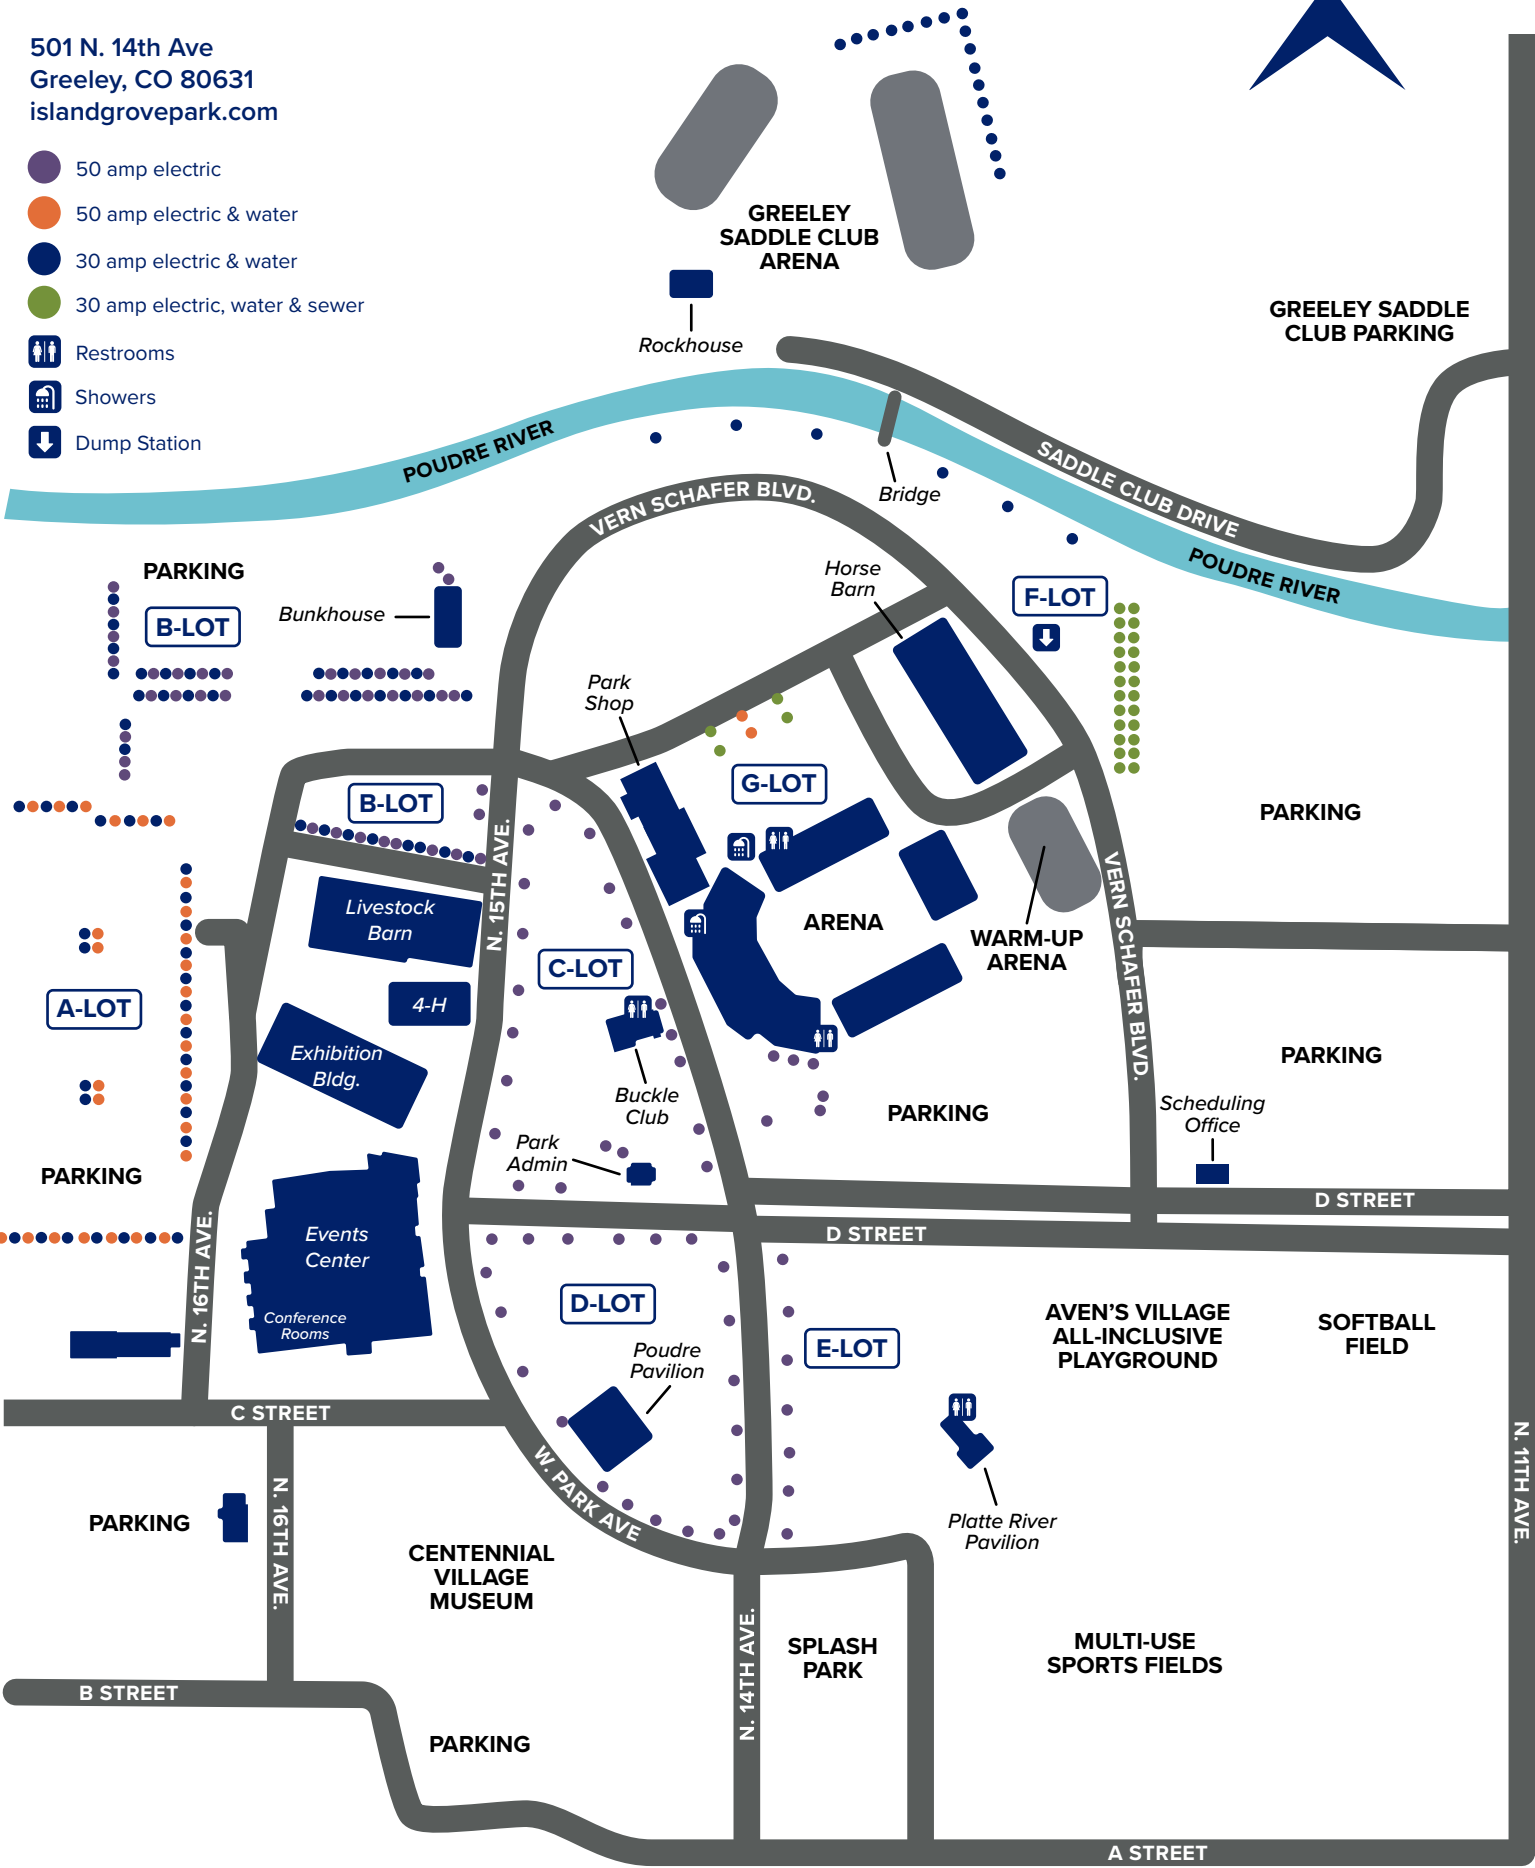 501 N. 14th Ave
Greeley, CO 80631
islandgrovepark.com
50 amp electric
50 amp electric & water
30 amp electric & water
30 amp electric, water & sewer
Restrooms
Showers
Dump Station
GREELEY
SADDLE CLUB
ARENA
Rockhouse
GREELEY SADDLE
CLUB PARKING
POUDRE RIVER
Bridge
SADDLE CLUB DRIVE
POUDRE RIVER
VERN SCHAFER BLVD.
PARKING
B-LOT
Bunkhouse
Horse
Barn
F-LOT
Park
Shop
G-LOT
B-LOT
PARKING
N. 15TH AVE.
Livestock
Barn
ARENA
WARM-UP
ARENA
VERN SCHAFER BLVD.
C-LOT
A-LOT
4-H
Exhibition
Bldg.
PARKING
Buckle
Club
PARKING
Scheduling
Office
Park
Admin
PARKING
D STREET
D STREET
Events
Center
Conference
Rooms
N. 16TH AVE.
D-LOT
Poudre
Pavilion
E-LOT
AVEN'S VILLAGE
ALL-INCLUSIVE
PLAYGROUND
SOFTBALL
FIELD
C STREET
W. PARK AVE
N. 16TH AVE.
PARKING
Platte River
Pavilion
N. 11TH AVE.
CENTENNIAL
VILLAGE
MUSEUM
N. 14TH AVE.
SPLASH
PARK
MULTI-USE
SPORTS FIELDS
B STREET
PARKING
A STREET